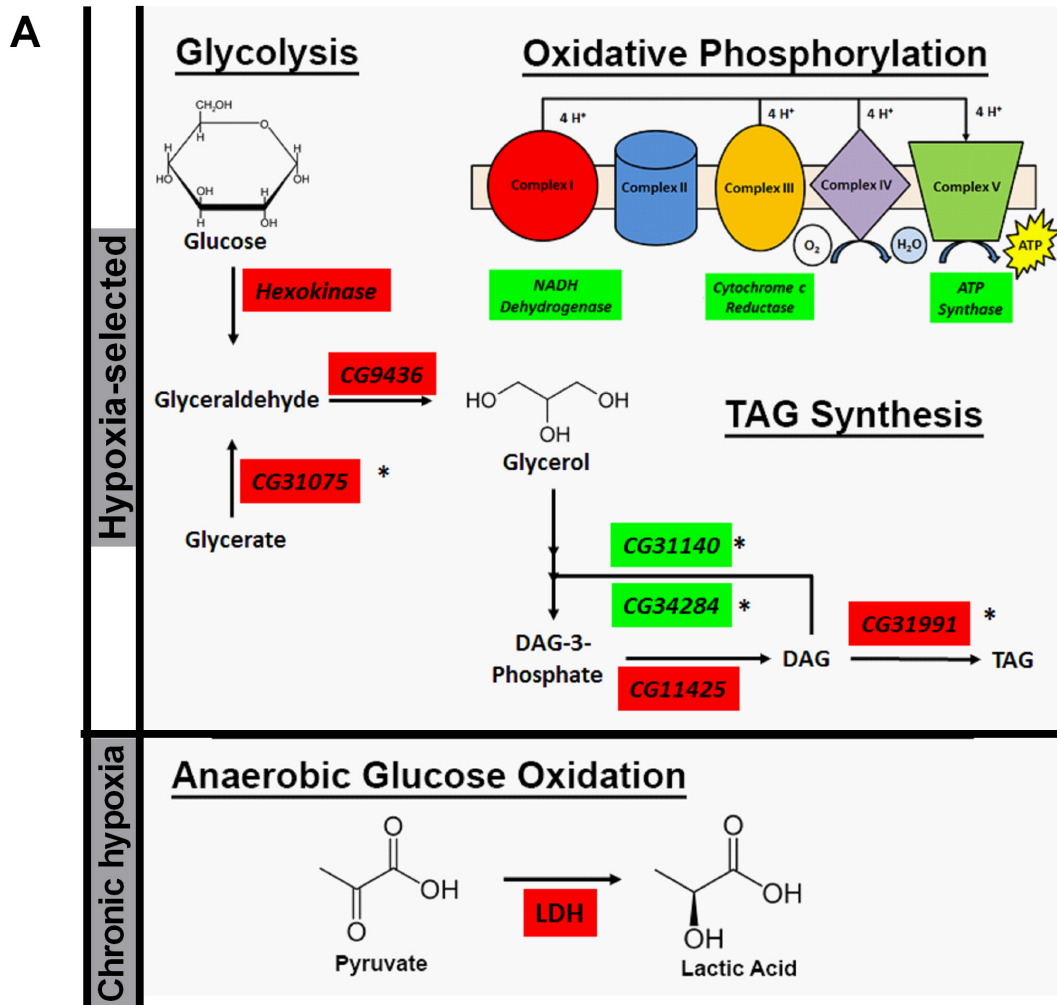 A
Hypoxia-selected
Glycolysis
CH₂OH
O
H
H
H
H
HO
OH
OH
H
H
OH
Glucose
Hexokinase
Glyceraldehyde
CG9436
CG31075 *
Glycerate
Oxidative Phosphorylation
4 H⁺
4 H⁺
4 H⁺
4 H⁺
Complex I
Complex II
Complex III
Complex IV
Complex V
O₂
H₂O
ATP
NADH
Dehydrogenase
Cytochrome c
Reductase
ATP
Synthase
HO
OH
OH
Glycerol
TAG Synthesis
CG31140 *
CG34284 *
CG31991 *
DAG-3-
Phosphate
DAG
TAG
CG11425
Chronic hypoxia
Anaerobic Glucose Oxidation
O
OH
O
Pyruvate
LDH
O
OH
OH
Lactic Acid